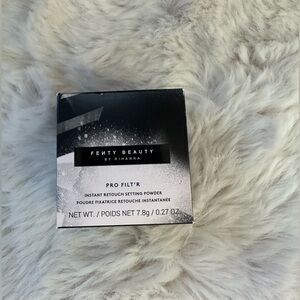 FENTY BEAUTY
BY RIHANNA
PRO FILT'R
INSTANT RETOUCH SETTING POWDER
POUDRE FIXATRICE RETOUCHE INSTANTANÉE
NET WT. / POIDS NET 7.8g / 0.27 OZ.